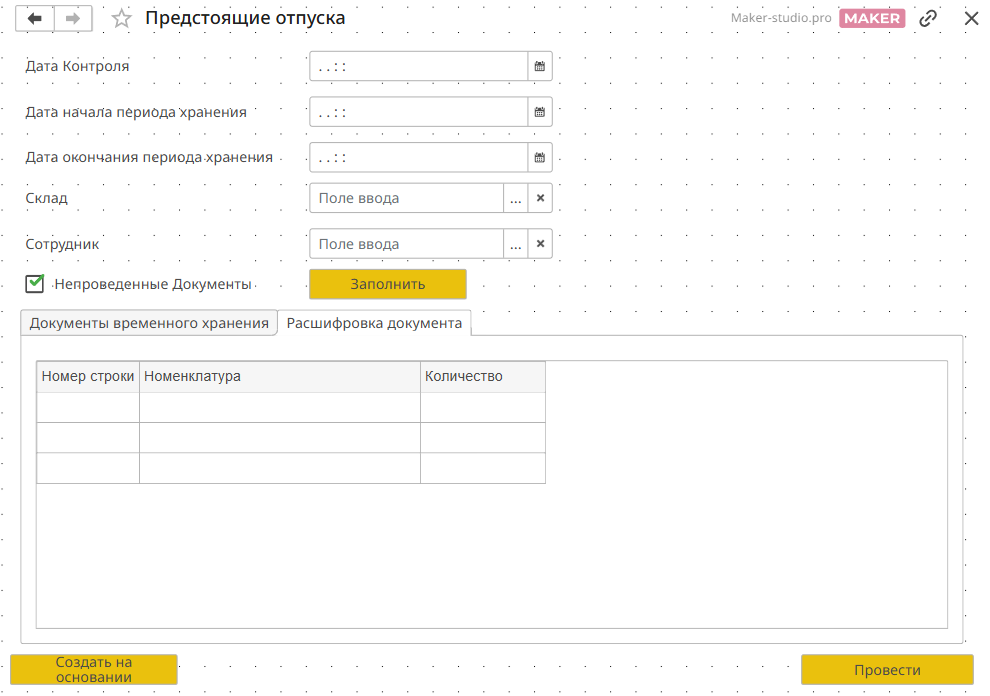 Предстоящие отпуска
Maker-studio.pro MAKER
Дата Контроля . . : :
Дата начала периода хранения . . : :
Дата окончания периода хранения . . : :
Склад Поле ввода ...
Сотрудник Поле ввода ...
Непроведенные Документы Заполнить
Документы временного хранения Расшифровка документа
Номер строки Номенклатура Количество
Создать на
основании
Провести